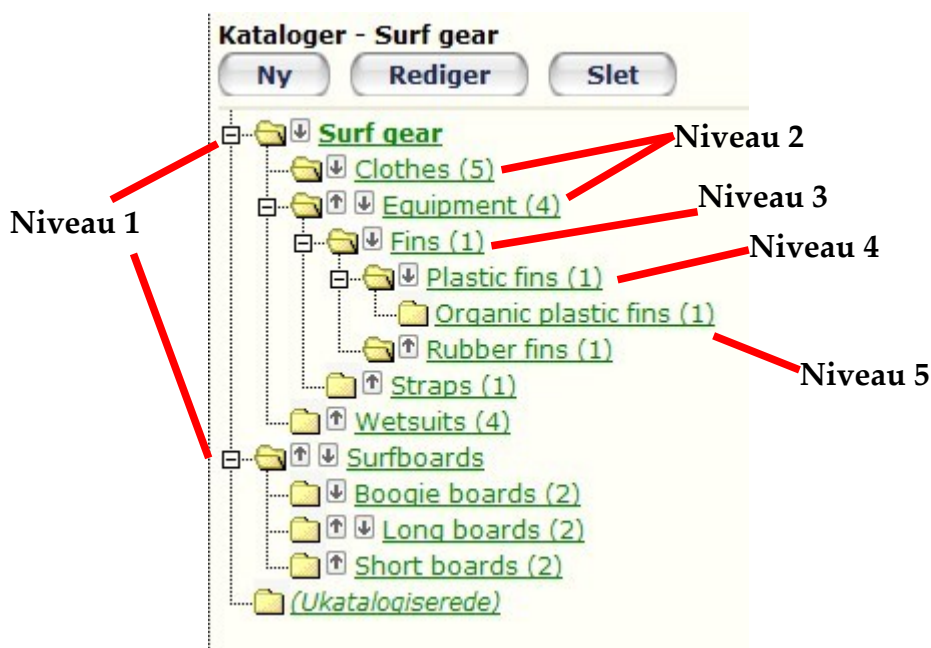 Kataloger - Surf gear
Ny Rediger Slet
Surf gear
Niveau 2
Clothes (5)
Niveau 1
Equipment (4)
Niveau 3
Fins (1)
Niveau 4
Plastic fins (1)
Organic plastic fins (1)
Rubber fins (1)
Niveau 5
Straps (1)
Wetsuits (4)
Surfboards
Boogie boards (2)
Long boards (2)
Short boards (2)
(Ukatalogiserede)